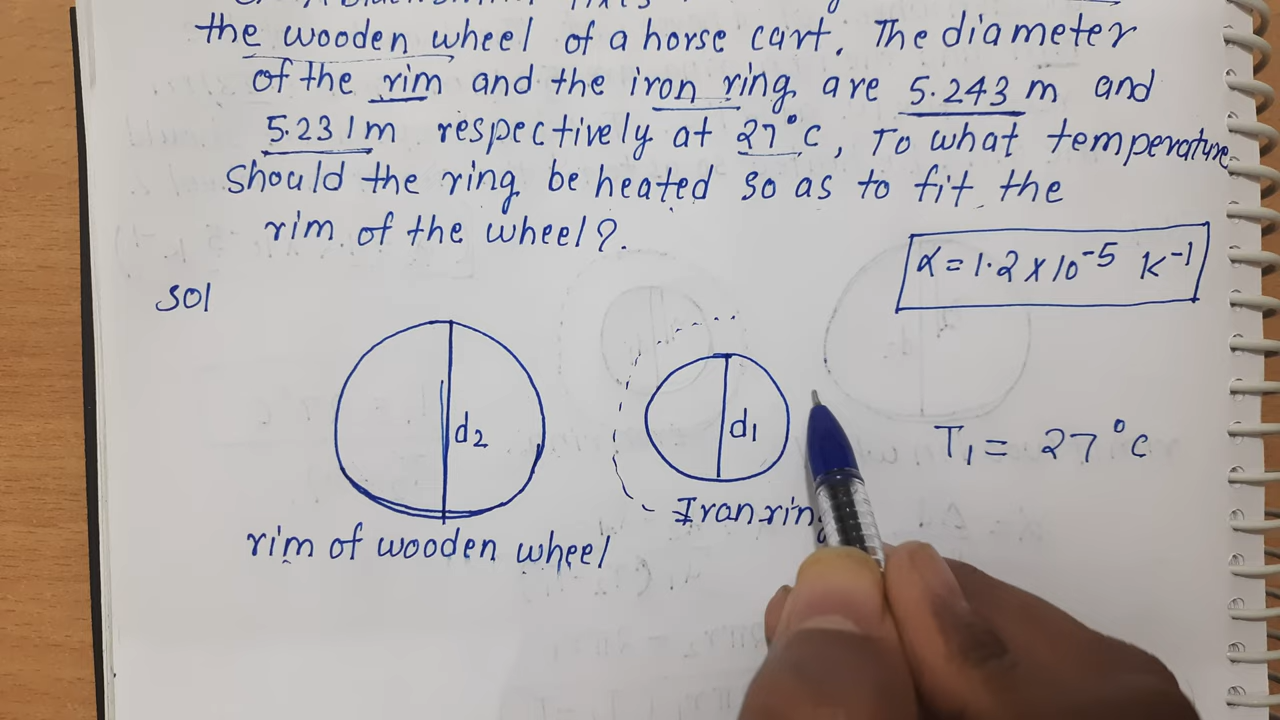 the wooden wheel of a horse cart. The diameter
of the rim and the iron ring are 5.243 m and
5.231m respectively at 27°C, To what temperature
should the ring be heated so as to fit the
rim of the wheel?.
α = 1.2 X 10⁻⁵ K⁻¹
Sol
d₂
d₁
T₁ = 27°C
Iron ring
rim of wooden wheel